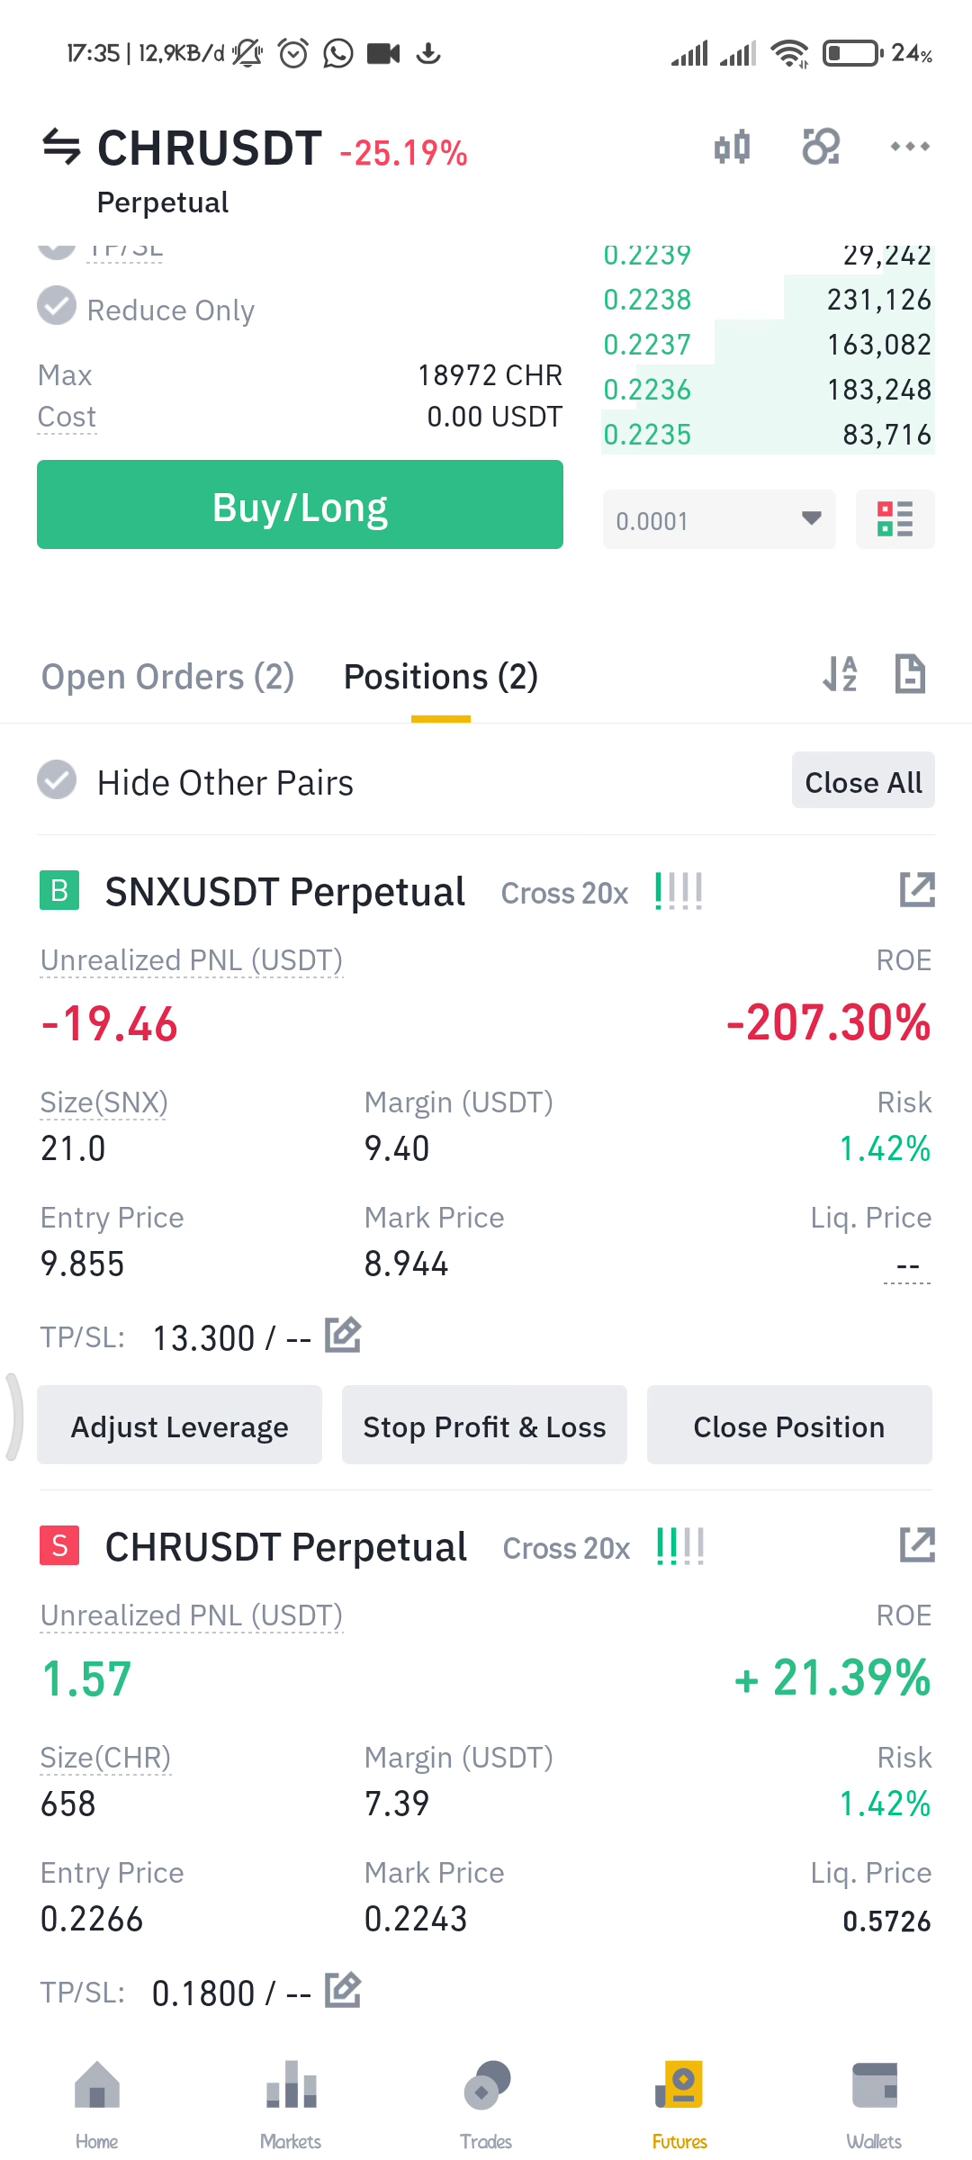 17:35 | 12,9KB/d 24%
CHRUSDT -25.19%
Perpetual
TP/SL
0.2239 29,242
Reduce Only
0.2238 231,126
0.2237 163,082
Max 18972 CHR
0.2236 183,248
Cost 0.00 USDT
0.2235 83,716
Buy/Long
0.0001
Open Orders (2) Positions (2)
Hide Other Pairs Close All
B SNXUSDT Perpetual Cross 20x
Unrealized PNL (USDT) ROE
-19.46 -207.30%
Size(SNX) Margin (USDT) Risk
21.0 9.40 1.42%
Entry Price Mark Price Liq. Price
9.855 8.944 --
TP/SL: 13.300 / --
Adjust Leverage Stop Profit & Loss Close Position
S CHRUSDT Perpetual Cross 20x
Unrealized PNL (USDT) ROE
1.57 + 21.39%
Size(CHR) Margin (USDT) Risk
658 7.39 1.42%
Entry Price Mark Price Liq. Price
0.2266 0.2243 0.5726
TP/SL: 0.1800 / --
Home Markets Trades Futures Wallets